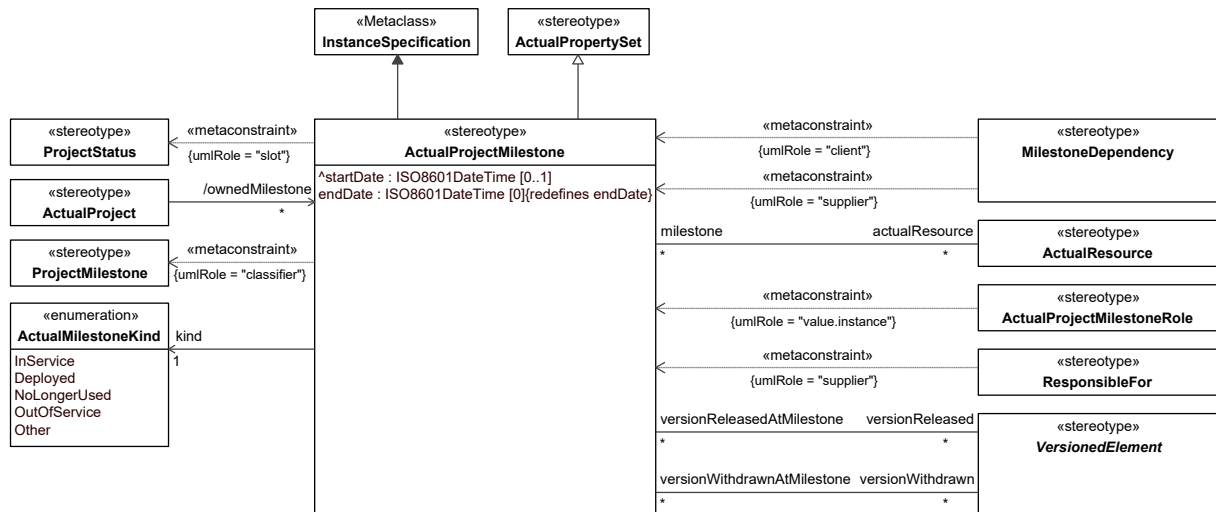 «Metaclass»
InstanceSpecification
«stereotype»
ActualPropertySet
«stereotype»
ProjectStatus
«metaconstraint»
{umlRole = "slot"}
«stereotype»
ActualProject
/ownedMilestone
*
«stereotype»
ProjectMilestone
«metaconstraint»
{umlRole = "classifier"}
«enumeration»
ActualMilestoneKind
InService
Deployed
NoLongerUsed
OutOfService
Other
kind
1
«stereotype»
ActualProjectMilestone
^startDate : ISO8601DateTime [0..1]
endDate : ISO8601DateTime [0]{redefines endDate}
«metaconstraint»
{umlRole = "client"}
«metaconstraint»
{umlRole = "supplier"}
«stereotype»
MilestoneDependency
milestone
*
actualResource
*
«stereotype»
ActualResource
«metaconstraint»
{umlRole = "value.instance"}
«stereotype»
ActualProjectMilestoneRole
«metaconstraint»
{umlRole = "supplier"}
«stereotype»
ResponsibleFor
versionReleasedAtMilestone
*
versionReleased
*
versionWithdrawnAtMilestone
*
versionWithdrawn
*
«stereotype»
VersionedElement